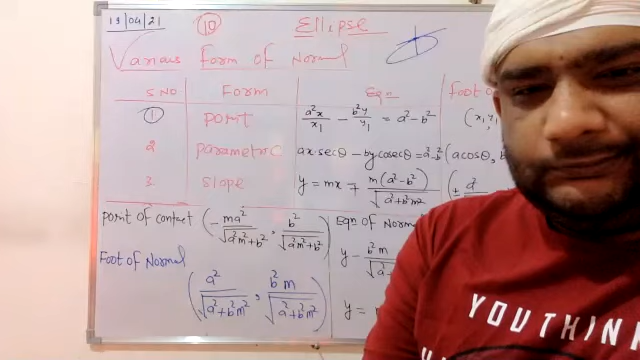 19/04/21 (10) Ellipse
Various Form of Normal
S NO Form Eqn Foot o
① point a²x/x₁ − b²y/y₁ = a²−b² (x₁, y₁
2 parametric ax secθ − by cosecθ = a²−b² (a cosθ, b
3 slope y = mx ∓ m(a²−b²)/√(a²+b²m²) (± a²/
point of contact (−ma²/√(a²m²+b²), b²/√(a²m²+b²)) Eqn of Normal
y − b²m/
Foot of Normal
(a²/√(a²+b²m²), b²m/√(a²+b²m²)) y =
YOUTHINK